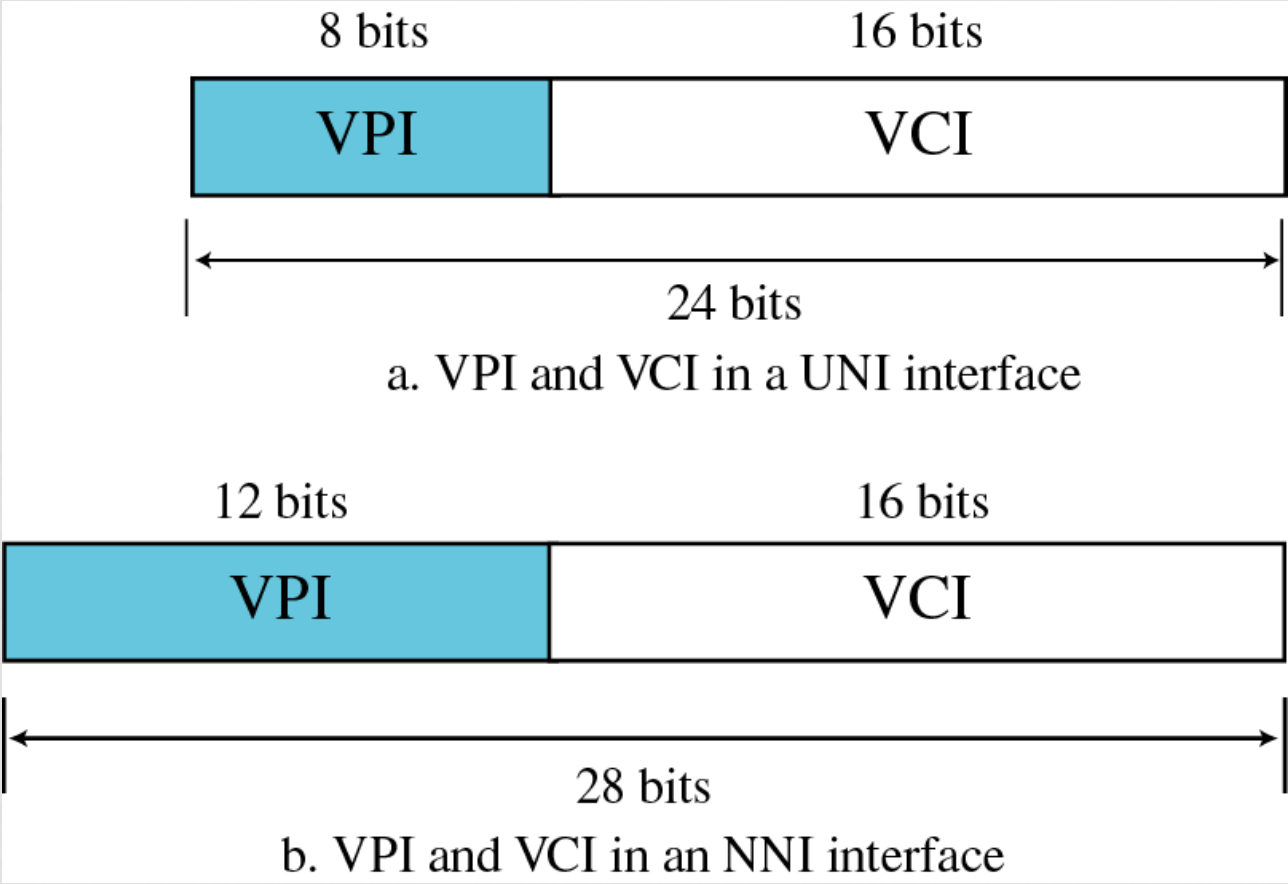 8 bits 16 bits
VPI VCI
24 bits
a. VPI and VCI in a UNI interface
12 bits 16 bits
VPI VCI
28 bits
b. VPI and VCI in an NNI interface